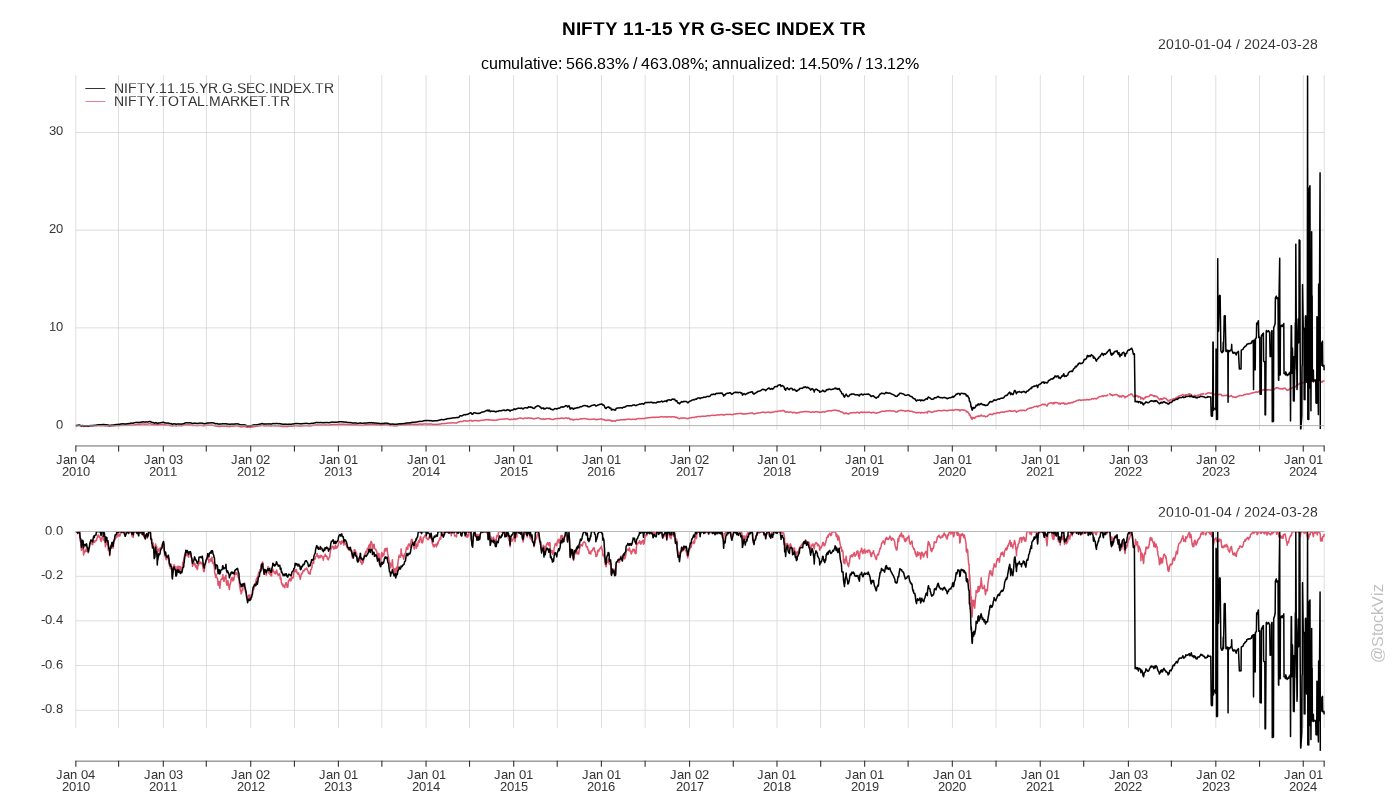 NIFTY 11-15 YR G-SEC INDEX TR
2010-01-04 / 2024-03-28
cumulative: 566.83% / 463.08%; annualized: 14.50% / 13.12%
NIFTY.11.15.YR.G.SEC.INDEX.TR
NIFTY.TOTAL.MARKET.TR
30
20
10
0
Jan 04 2010
Jan 03 2011
Jan 02 2012
Jan 01 2013
Jan 01 2014
Jan 01 2015
Jan 01 2016
Jan 02 2017
Jan 01 2018
Jan 01 2019
Jan 01 2020
Jan 01 2021
Jan 03 2022
Jan 02 2023
Jan 01 2024
2010-01-04 / 2024-03-28
0.0
-0.2
-0.4
-0.6
-0.8
Jan 04 2010
Jan 03 2011
Jan 02 2012
Jan 01 2013
Jan 01 2014
Jan 01 2015
Jan 01 2016
Jan 02 2017
Jan 01 2018
Jan 01 2019
Jan 01 2020
Jan 01 2021
Jan 03 2022
Jan 02 2023
Jan 01 2024
@StockViz